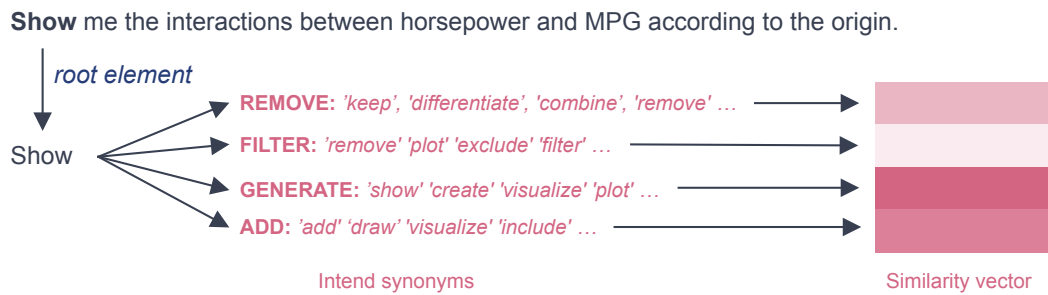 Show me the interactions between horsepower and MPG according to the origin.
root element
REMOVE: ’keep’, 'differentiate’, 'combine’, 'remove' …
Show
FILTER: ’remove' 'plot' 'exclude' 'filter' …
GENERATE: ’show' 'create' 'visualize' 'plot' …
ADD: ’add' ‘draw’ 'visualize' 'include' …
Intend synonyms
Similarity vector